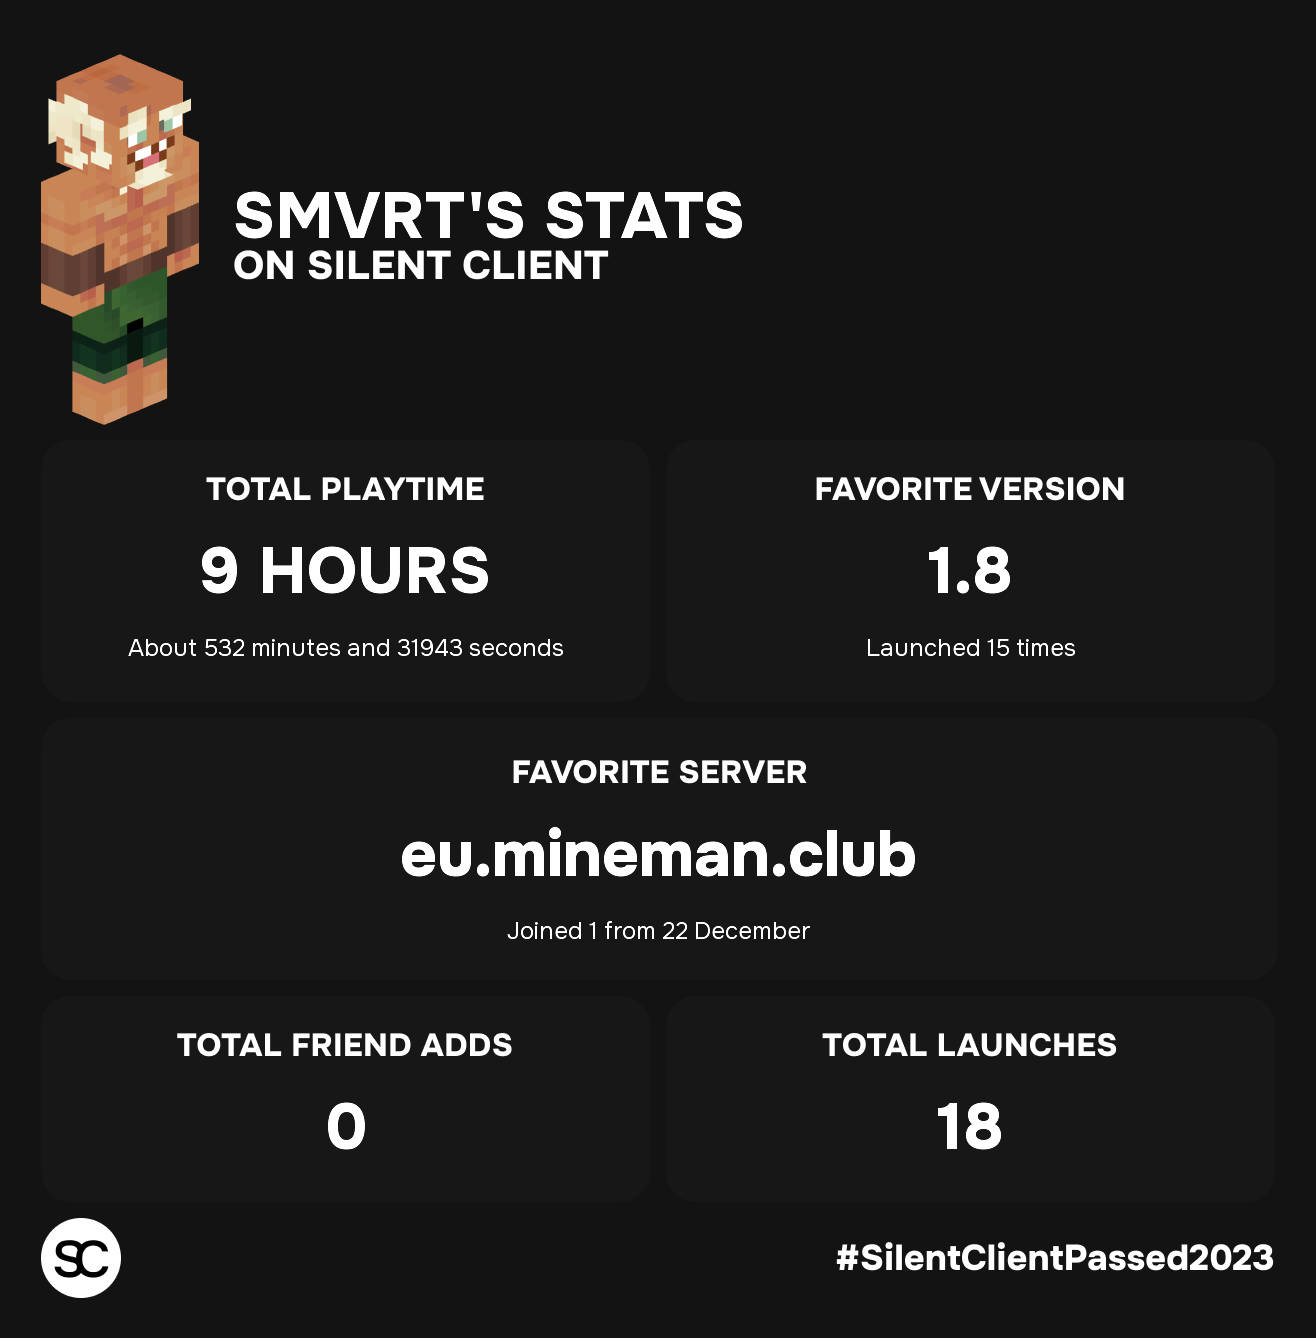 SMVRT'S STATS
ON SILENT CLIENT
TOTAL PLAYTIME
9 HOURS
About 532 minutes and 31943 seconds
FAVORITE VERSION
1.8
Launched 15 times
FAVORITE SERVER
eu.mineman.club
Joined 1 from 22 December
TOTAL FRIEND ADDS
0
TOTAL LAUNCHES
18
SC
#SilentClientPassed2023